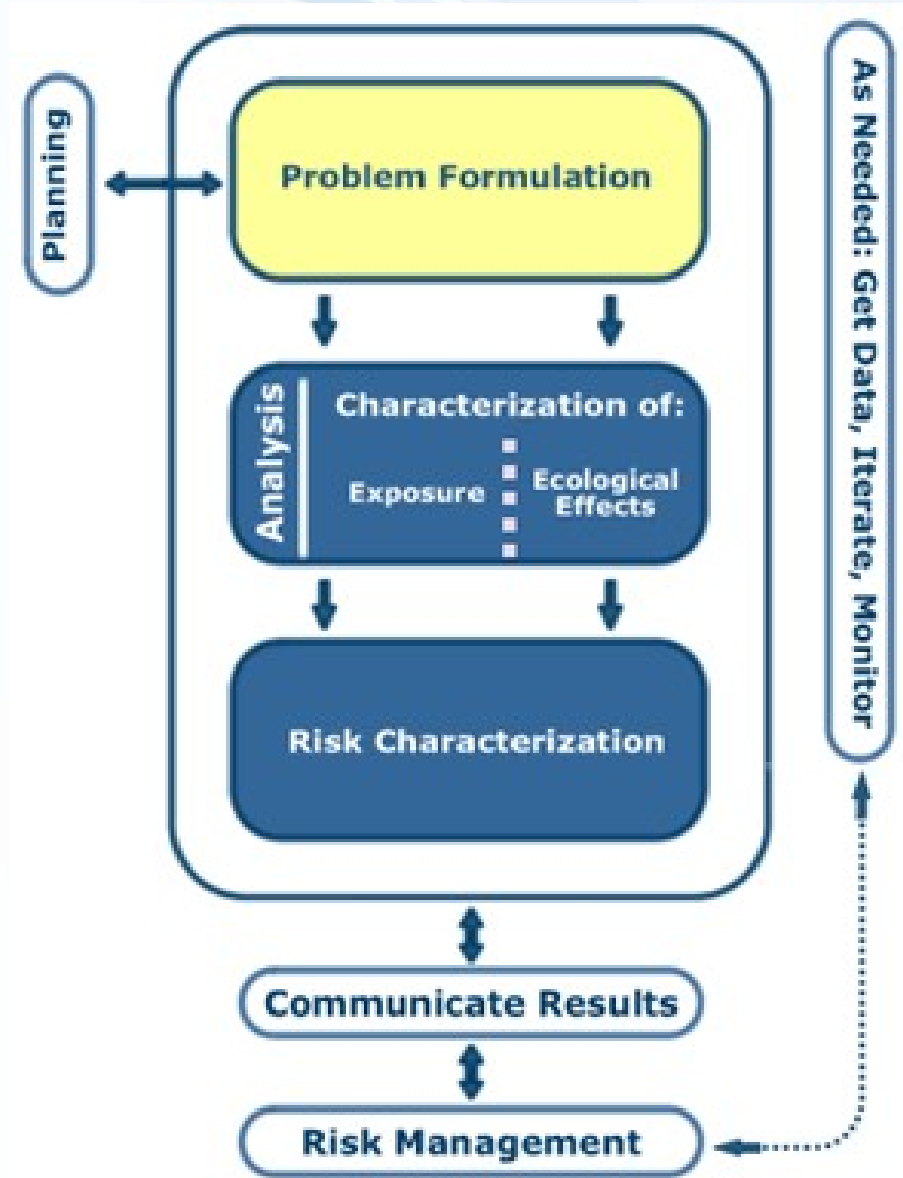 Planning
Problem Formulation
Analysis
Characterization of:
Exposure
Ecological
Effects
Risk Characterization
Communicate Results
Risk Management
As Needed: Get Data, Iterate, Monitor